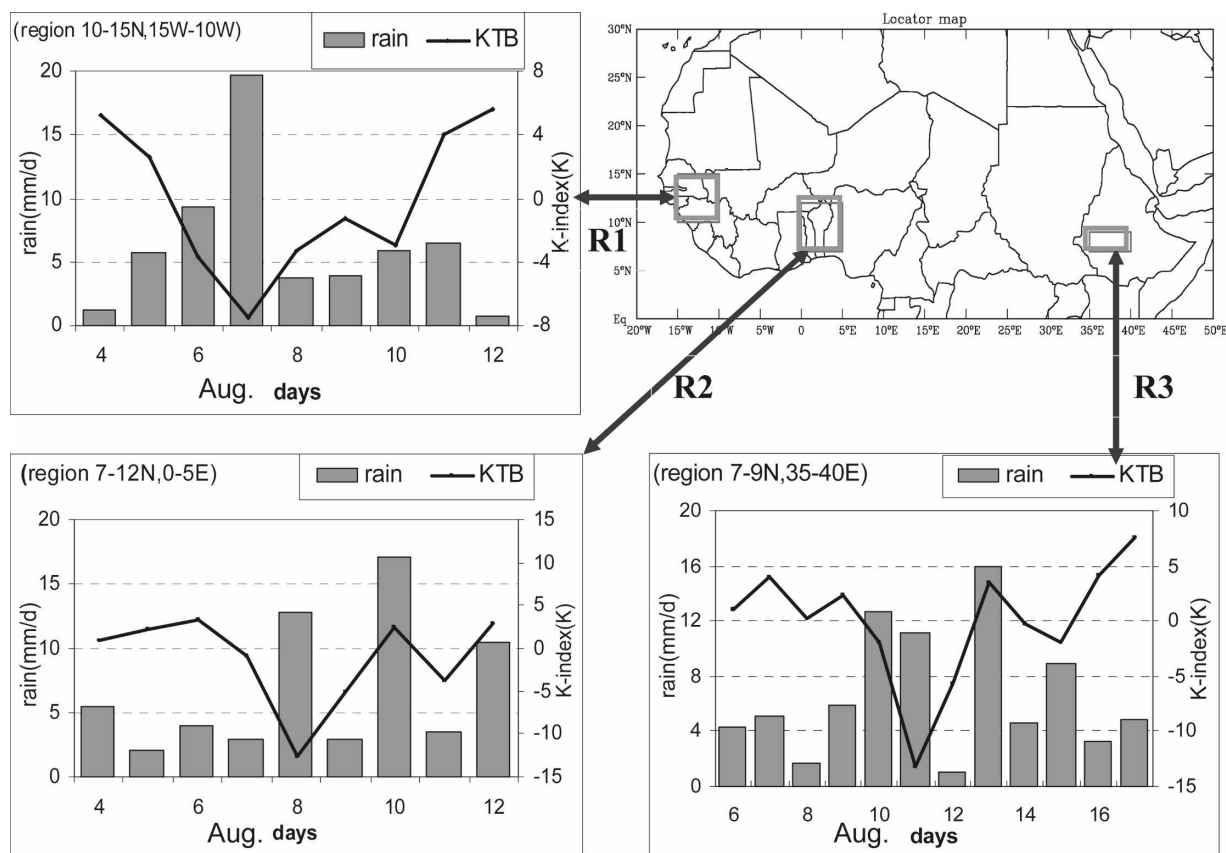 (region 10-15N,15W-10W)
rain KTB
rain(mm/d)
20
15
10
5
0
8
4
0
-4
-8
K-index(K)
4 6 8 10 12
Aug. days
Locator map
30°N
25°N
20°N
15°N
10°N
5°N
Eq
20°W 15°W 10°W 5°W 0 5°E 10°E 15°E 20°E 25°E 30°E 35°E 40°E 45°E 50°E
R1
R2
R3
(region 7-12N,0-5E)
rain KTB
rain(mm/d)
20
15
10
5
0
15
10
5
0
-5
-10
-15
K-index(K)
4 6 8 10 12
Aug. days
(region 7-9N,35-40E)
rain KTB
rain(mm/d)
20
16
12
8
4
0
10
5
0
-5
-10
-15
K-index(K)
6 8 10 12 14 16
Aug. days